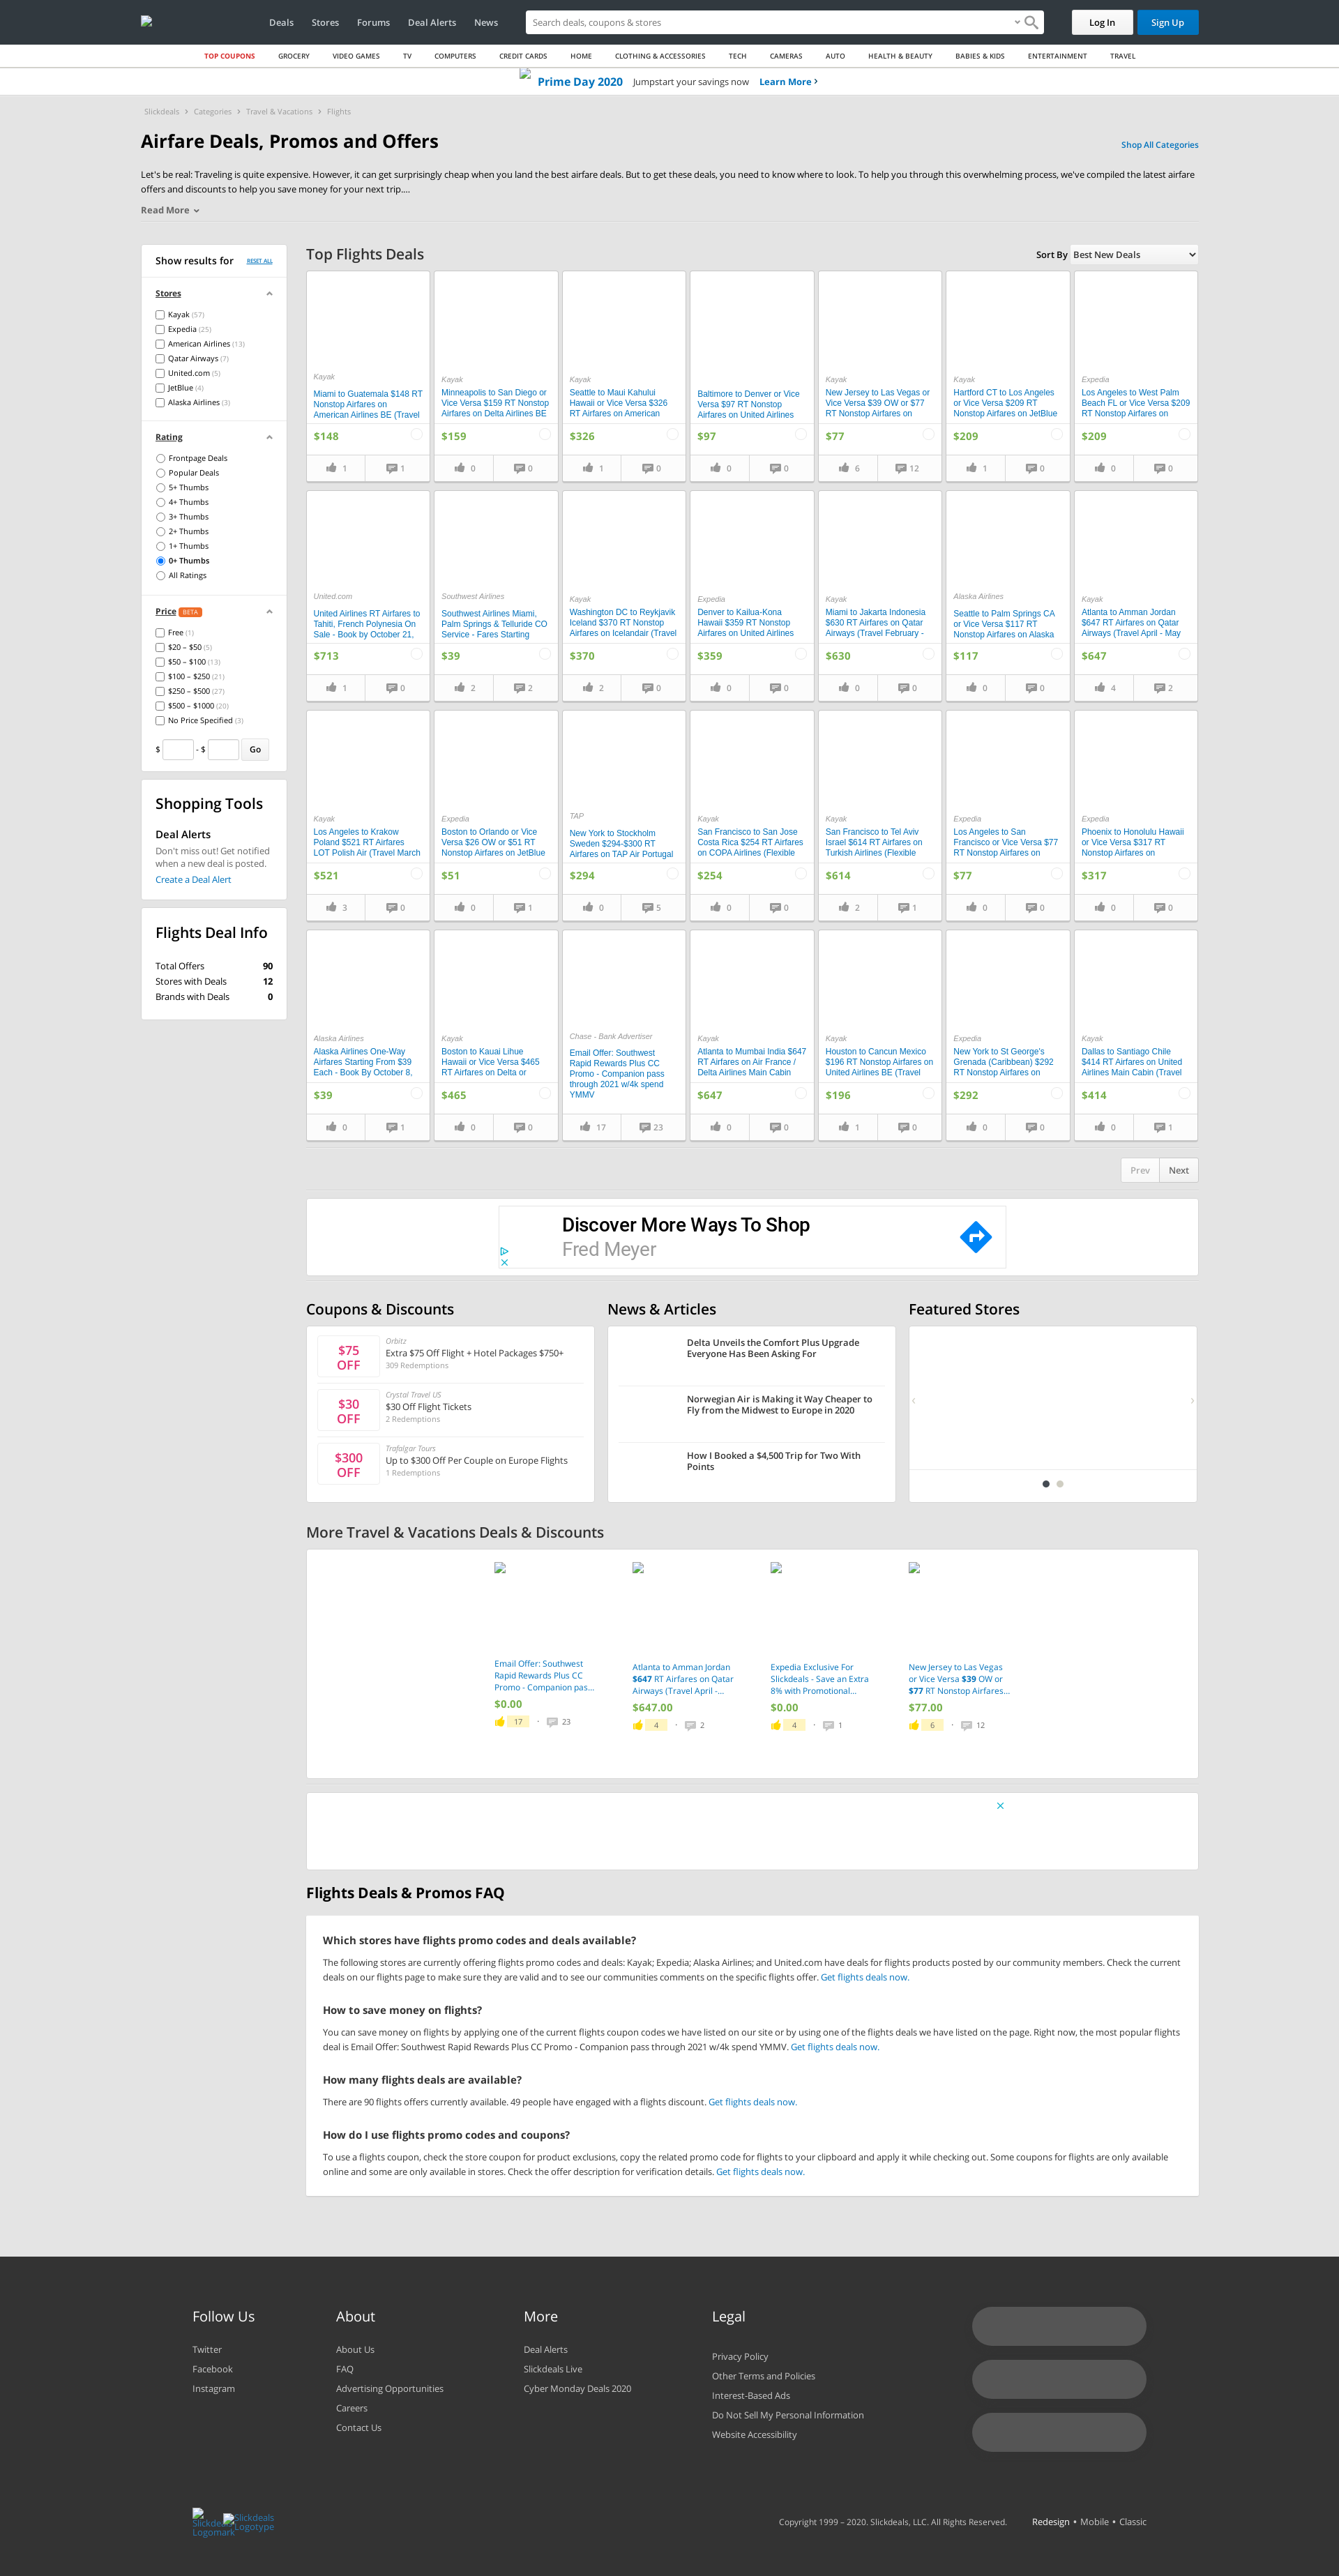 Deals Stores Forums Deal Alerts News
Search deals, coupons & stores
Log In
Sign Up
TOP COUPONS GROCERY VIDEO GAMES TV COMPUTERS CREDIT CARDS HOME CLOTHING & ACCESSORIES TECH CAMERAS AUTO HEALTH & BEAUTY BABIES & KIDS ENTERTAINMENT TRAVEL
Prime Day 2020 Jumpstart your savings now Learn More ›
Slickdeals › Categories › Travel & Vacations › Flights
Airfare Deals, Promos and Offers
Shop All Categories
Let's be real: Traveling is quite expensive. However, it can get surprisingly cheap when you land the best airfare deals. But to get these deals, you need to know where to look. To help you through this overwhelming process, we've compiled the latest airfare
offers and discounts to help you save money for your next trip....
Read More
Show results for RESET ALL
Stores
Kayak (57)
Expedia (25)
American Airlines (13)
Qatar Airways (7)
United.com (5)
JetBlue (4)
Alaska Airlines (3)
Rating
Frontpage Deals
Popular Deals
5+ Thumbs
4+ Thumbs
3+ Thumbs
2+ Thumbs
1+ Thumbs
0+ Thumbs
All Ratings
Price BETA
Free (1)
$20 – $50 (5)
$50 – $100 (13)
$100 – $250 (21)
$250 – $500 (27)
$500 – $1000 (20)
No Price Specified (3)
$ - $ Go
Shopping Tools
Deal Alerts
Don't miss out! Get notified
when a new deal is posted.
Create a Deal Alert
Flights Deal Info
Total Offers 90
Stores with Deals 12
Brands with Deals 0
Top Flights Deals
Sort By Best New Deals
Kayak
Miami to Guatemala $148 RT
Nonstop Airfares on
American Airlines BE (Travel
$148
1 1
Kayak
Minneapolis to San Diego or
Vice Versa $159 RT Nonstop
Airfares on Delta Airlines BE
$159
0 0
Kayak
Seattle to Maui Kahului
Hawaii or Vice Versa $326
RT Airfares on American
$326
1 0
Baltimore to Denver or Vice
Versa $97 RT Nonstop
Airfares on United Airlines
$97
0 0
Kayak
New Jersey to Las Vegas or
Vice Versa $39 OW or $77
RT Nonstop Airfares on
$77
6 12
Kayak
Hartford CT to Los Angeles
or Vice Versa $209 RT
Nonstop Airfares on JetBlue
$209
1 0
Expedia
Los Angeles to West Palm
Beach FL or Vice Versa $209
RT Nonstop Airfares on
$209
0 0
United.com
United Airlines RT Airfares to
Tahiti, French Polynesia On
Sale - Book by October 21,
$713
1 0
Southwest Airlines
Southwest Airlines Miami,
Palm Springs & Telluride CO
Service - Fares Starting
$39
2 2
Kayak
Washington DC to Reykjavik
Iceland $370 RT Nonstop
Airfares on Icelandair (Travel
$370
2 0
Expedia
Denver to Kailua-Kona
Hawaii $359 RT Nonstop
Airfares on United Airlines
$359
0 0
Kayak
Miami to Jakarta Indonesia
$630 RT Airfares on Qatar
Airways (Travel February -
$630
0 0
Alaska Airlines
Seattle to Palm Springs CA
or Vice Versa $117 RT
Nonstop Airfares on Alaska
$117
0 0
Kayak
Atlanta to Amman Jordan
$647 RT Airfares on Qatar
Airways (Travel April - May
$647
4 2
Kayak
Los Angeles to Krakow
Poland $521 RT Airfares
LOT Polish Air (Travel March
$521
3 0
Expedia
Boston to Orlando or Vice
Versa $26 OW or $51 RT
Nonstop Airfares on JetBlue
$51
0 1
TAP
New York to Stockholm
Sweden $294-$300 RT
Airfares on TAP Air Portugal
$294
0 5
Kayak
San Francisco to San Jose
Costa Rica $254 RT Airfares
on COPA Airlines (Flexible
$254
0 0
Kayak
San Francisco to Tel Aviv
Israel $614 RT Airfares on
Turkish Airlines (Flexible
$614
2 1
Expedia
Los Angeles to San
Francisco or Vice Versa $77
RT Nonstop Airfares on
$77
0 0
Expedia
Phoenix to Honolulu Hawaii
or Vice Versa $317 RT
Nonstop Airfares on
$317
0 0
Alaska Airlines
Alaska Airlines One-Way
Airfares Starting From $39
Each - Book By October 8,
$39
0 1
Kayak
Boston to Kauai Lihue
Hawaii or Vice Versa $465
RT Airfares on Delta or
$465
0 0
Chase - Bank Advertiser
Email Offer: Southwest
Rapid Rewards Plus CC
Promo - Companion pass
through 2021 w/4k spend
YMMV
17 23
Kayak
Atlanta to Mumbai India $647
RT Airfares on Air France /
Delta Airlines Main Cabin
$647
0 0
Kayak
Houston to Cancun Mexico
$196 RT Nonstop Airfares on
United Airlines BE (Travel
$196
1 0
Expedia
New York to St George's
Grenada (Caribbean) $292
RT Nonstop Airfares on
$292
0 0
Kayak
Dallas to Santiago Chile
$414 RT Airfares on United
Airlines Main Cabin (Travel
$414
0 1
Prev Next
Discover More Ways To Shop
Fred Meyer
Coupons & Discounts
$75
OFF
Orbitz
Extra $75 Off Flight + Hotel Packages $750+
309 Redemptions
$30
OFF
Crystal Travel US
$30 Off Flight Tickets
2 Redemptions
$300
OFF
Trafalgar Tours
Up to $300 Off Per Couple on Europe Flights
1 Redemptions
News & Articles
Delta Unveils the Comfort Plus Upgrade
Everyone Has Been Asking For
Norwegian Air is Making it Way Cheaper to
Fly from the Midwest to Europe in 2020
How I Booked a $4,500 Trip for Two With
Points
Featured Stores
More Travel & Vacations Deals & Discounts
Email Offer: Southwest
Rapid Rewards Plus CC
Promo - Companion pas...
$0.00
17 · 23
Atlanta to Amman Jordan
$647 RT Airfares on Qatar
Airways (Travel April -...
$647.00
4 · 2
Expedia Exclusive For
Slickdeals - Save an Extra
8% with Promotional...
$0.00
4 · 1
New Jersey to Las Vegas
or Vice Versa $39 OW or
$77 RT Nonstop Airfares...
$77.00
6 · 12
Flights Deals & Promos FAQ
Which stores have flights promo codes and deals available?
The following stores are currently offering flights promo codes and deals: Kayak; Expedia; Alaska Airlines; and United.com have deals for flights products posted by our community members. Check the current
deals on our flights page to make sure they are valid and to see our communities comments on the specific flights offer. Get flights deals now.
How to save money on flights?
You can save money on flights by applying one of the current flights coupon codes we have listed on our site or by using one of the flights deals we have listed on the page. Right now, the most popular flights
deal is Email Offer: Southwest Rapid Rewards Plus CC Promo - Companion pass through 2021 w/4k spend YMMV. Get flights deals now.
How many flights deals are available?
There are 90 flights offers currently available. 49 people have engaged with a flights discount. Get flights deals now.
How do I use flights promo codes and coupons?
To use a flights coupon, check the store coupon for product exclusions, copy the related promo code for flights to your clipboard and apply it while checking out. Some coupons for flights are only available
online and some are only available in stores. Check the offer description for verification details. Get flights deals now.
Follow Us
Twitter
Facebook
Instagram
About
About Us
FAQ
Advertising Opportunities
Careers
Contact Us
More
Deal Alerts
Slickdeals Live
Cyber Monday Deals 2020
Legal
Privacy Policy
Other Terms and Policies
Interest-Based Ads
Do Not Sell My Personal Information
Website Accessibility
Slickdeals Logomark
Slickdeals Logotype
Copyright 1999 – 2020. Slickdeals, LLC. All Rights Reserved. Redesign • Mobile • Classic